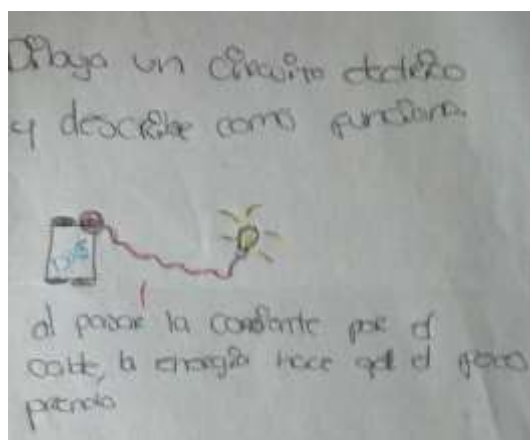 Dibuja un Circuito electrico
y describe como funciona.
al pasar la corriente por el
cable, la energia hace que el foco
prenda